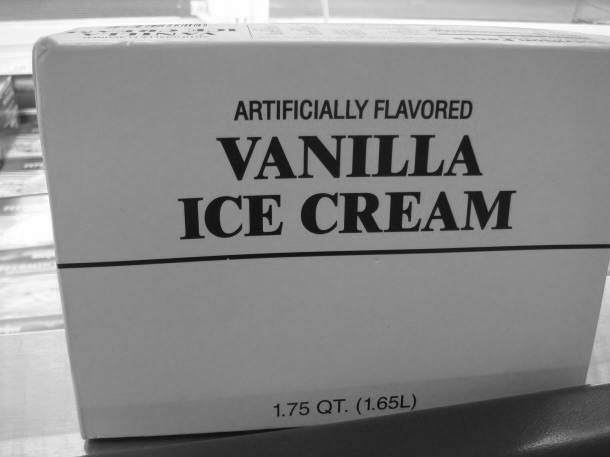 ARTIFICIALLY FLAVORED
VANILLA
ICE CREAM
1.75 QT. (1.65L)